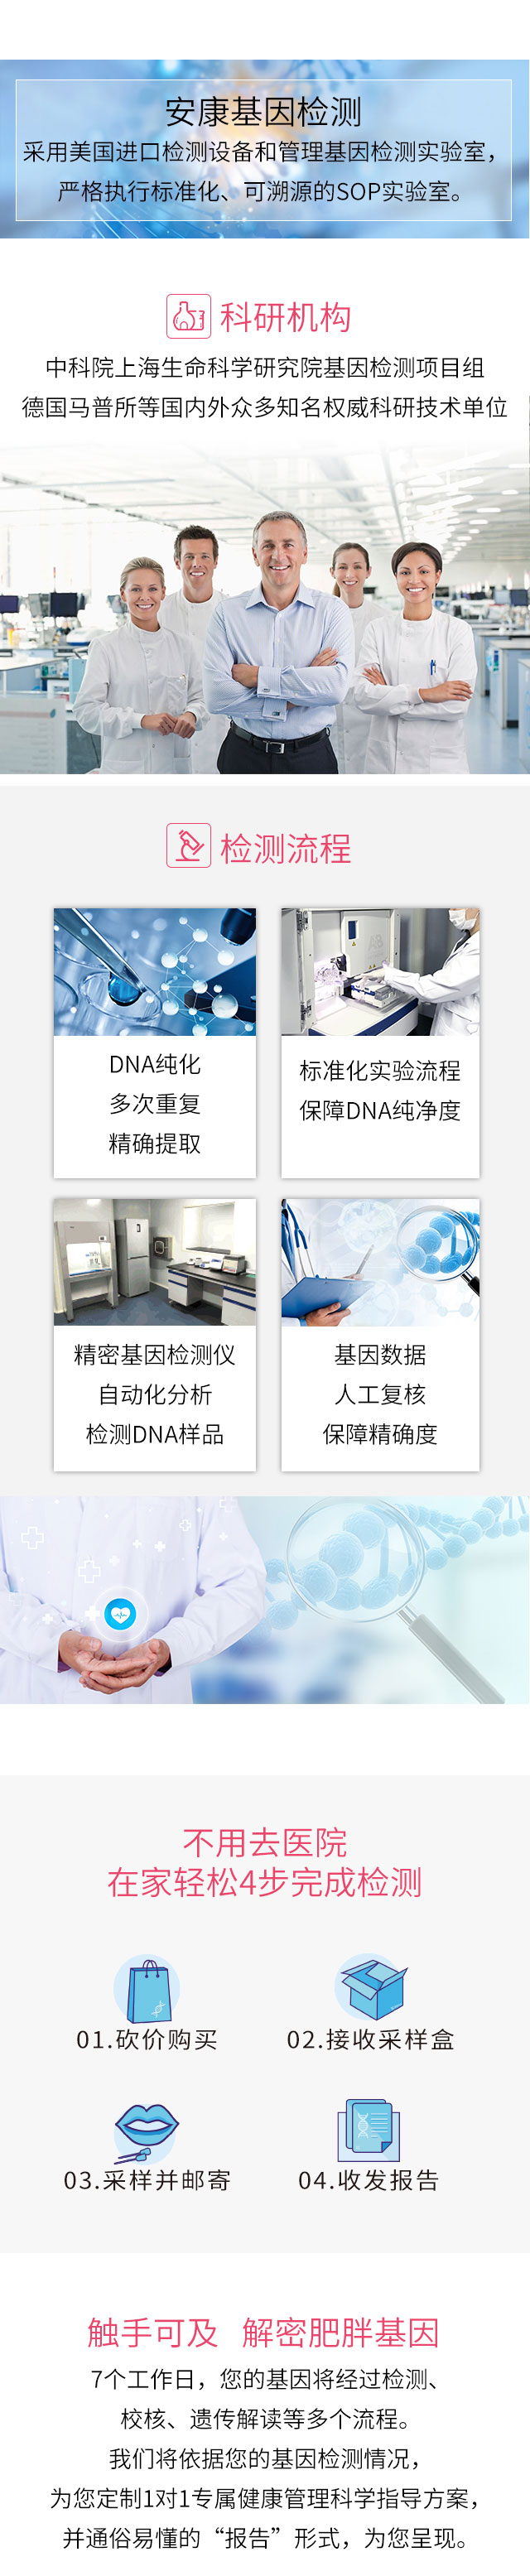 安康基因检测
采用美国进口检测设备和管理基因检测实验室，
严格执行标准化、可溯源的SOP实验室。
科研机构
中科院上海生命科学研究院基因检测项目组
德国马普所等国内外众多知名权威科研技术单位
检测流程
DNA纯化
多次重复
精确提取
标准化实验流程
保障DNA纯净度
精密基因检测仪
自动化分析
检测DNA样品
基因数据
人工复核
保障精确度
不用去医院
在家轻松4步完成检测
01.砍价购买
02.接收采样盒
03.采样并邮寄
04.收发报告
触手可及 解密肥胖基因
7个工作日，您的基因将经过检测、
校核、遗传解读等多个流程。
我们将依据您的基因检测情况，
为您定制1对1专属健康管理科学指导方案，
并通俗易懂的“报告”形式，为您呈现。